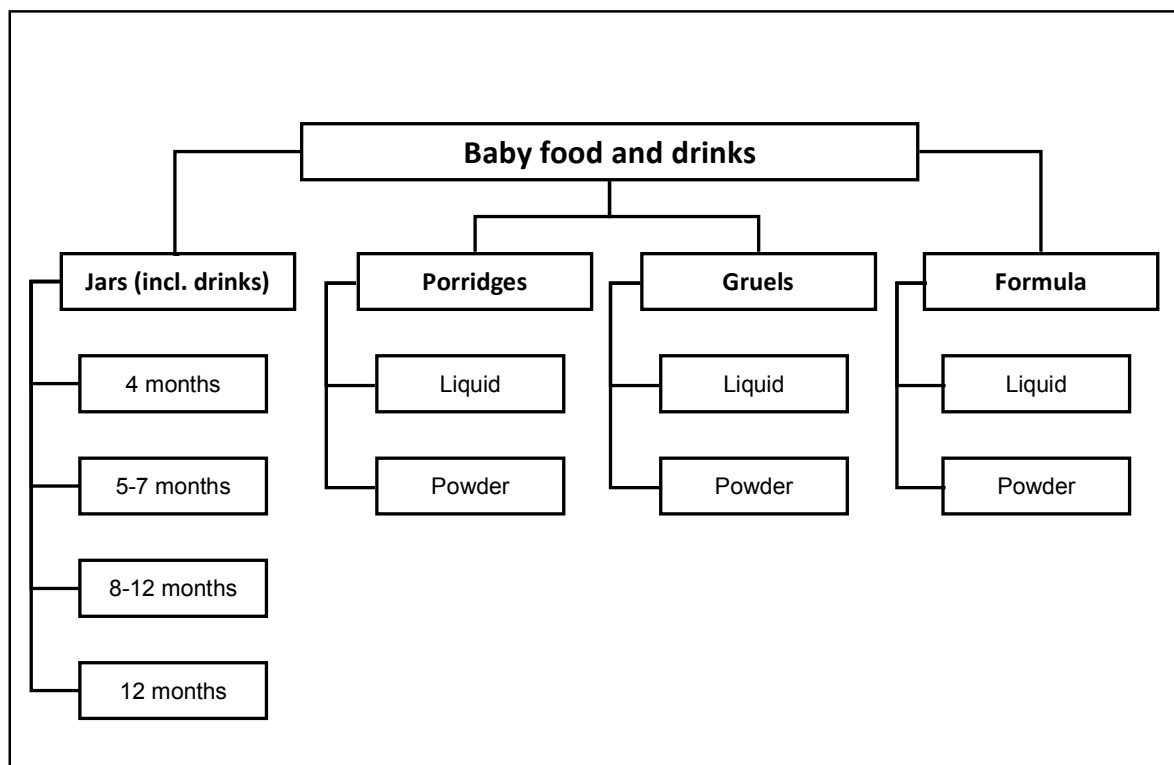 Baby food and drinks
Jars (incl. drinks)
4 months
5-7 months
8-12 months
12 months
Porridges
Liquid
Powder
Gruels
Liquid
Powder
Formula
Liquid
Powder